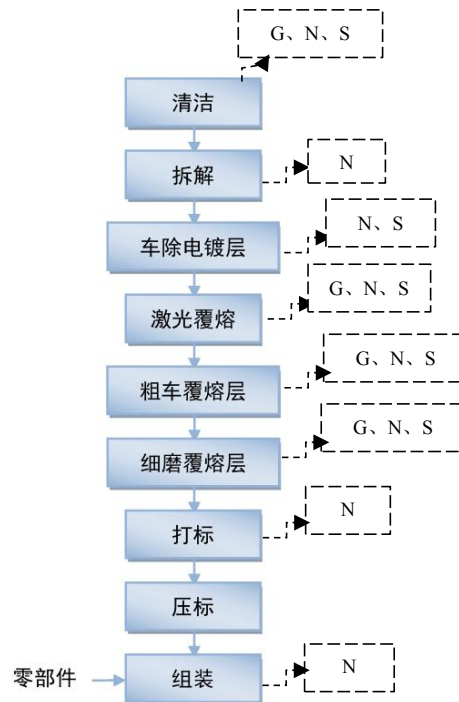 G、N、S
清洁
拆解
N
车除电镀层
N、S
激光覆熔
G、N、S
粗车覆熔层
G、N、S
细磨覆熔层
G、N、S
打标
N
压标
零部件
组装
N